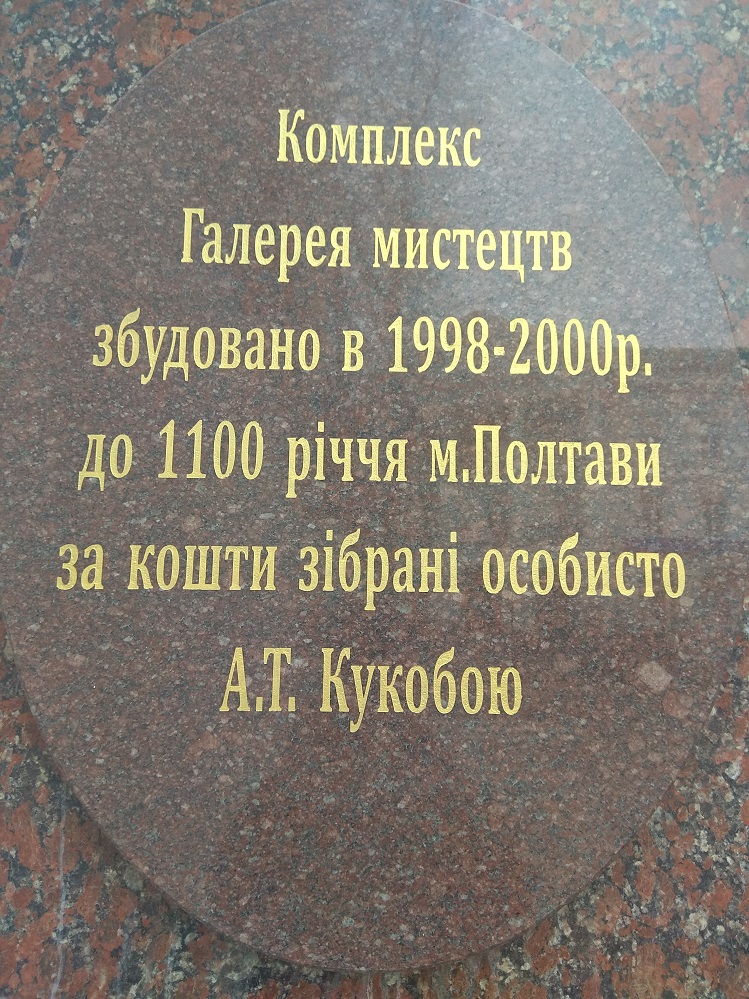 Комплекс
Галерея мистецтв
збудовано в 1998-2000р.
до 1100 річчя м.Полтави
за кошти зібрані особисто
А.Т. Кукобою